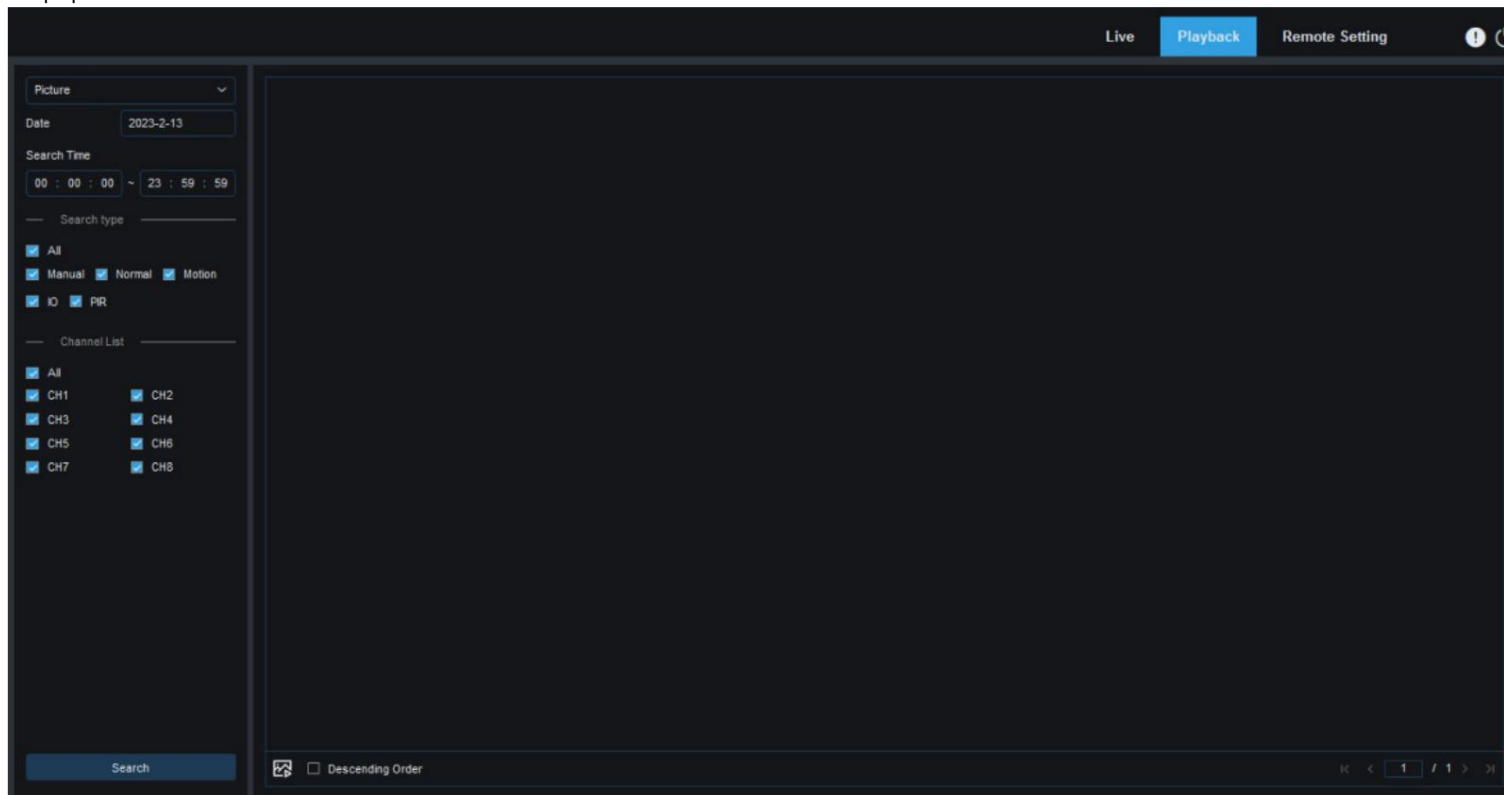 Live Playback Remote Setting
Picture
Date 2023-2-13
Search Time
00 : 00 : 00 ~ 23 : 59 : 59
Search type
All
Manual Normal Motion
IO PIR
Channel List
All
CH1 CH2
CH3 CH4
CH5 CH6
CH7 CH8
Search
Descending Order
1 / 1